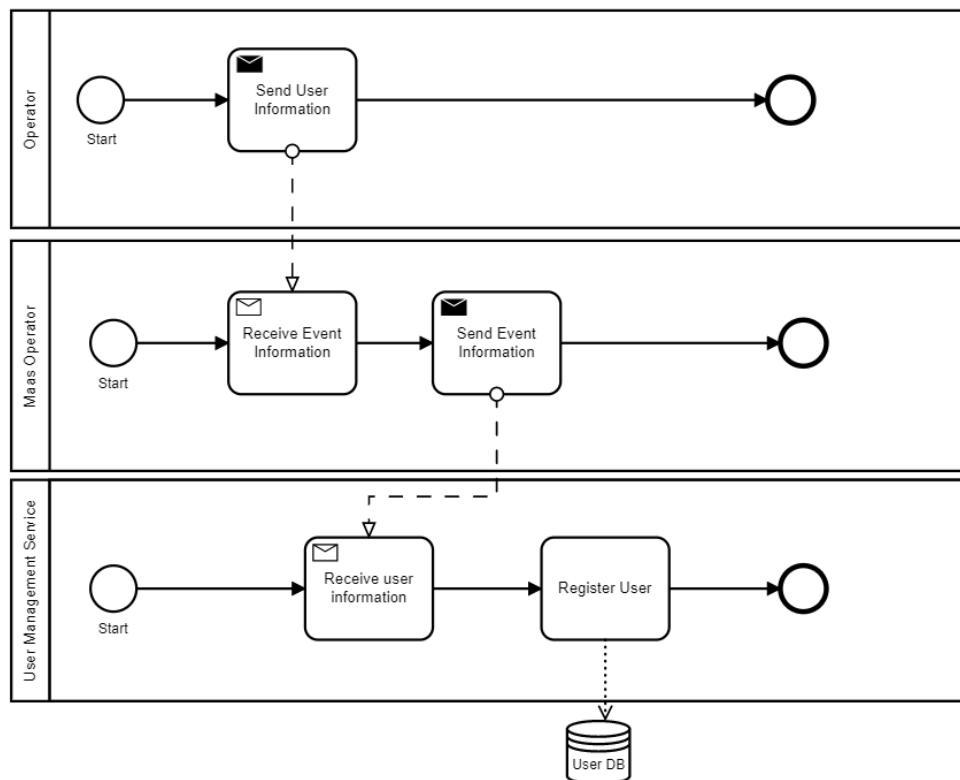 Operator
Send User
Information
Start
Maas Operator
Receive Event
Information
Send Event
Information
Start
User Management Service
Receive user
information
Register User
Start
User DB